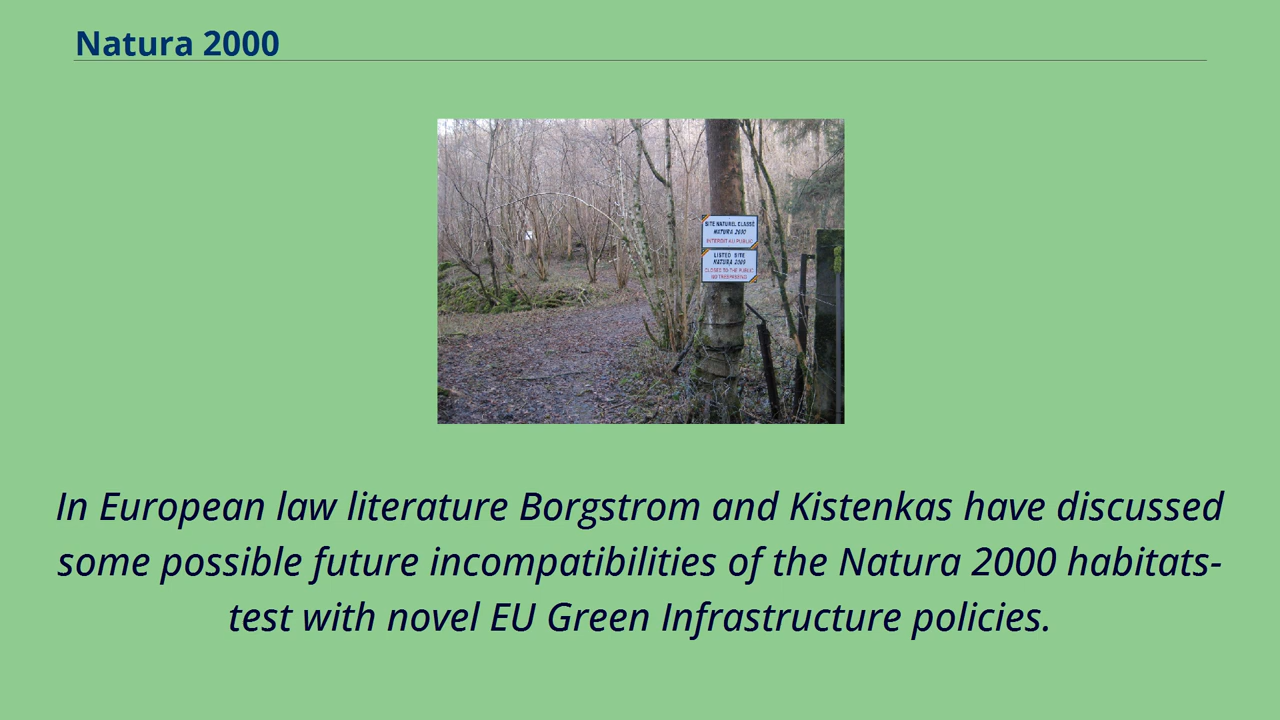 Natura 2000
SITE NATUREL CLASSÉ
NATURA 2000
INTERDIT AU PUBLIC
LISTED SITE
NATURA 2000
CLOSED TO THE PUBLIC
NO TRESPASSING
In European law literature Borgstrom and Kistenkas have discussed
some possible future incompatibilities of the Natura 2000 habitats-
test with novel EU Green Infrastructure policies.